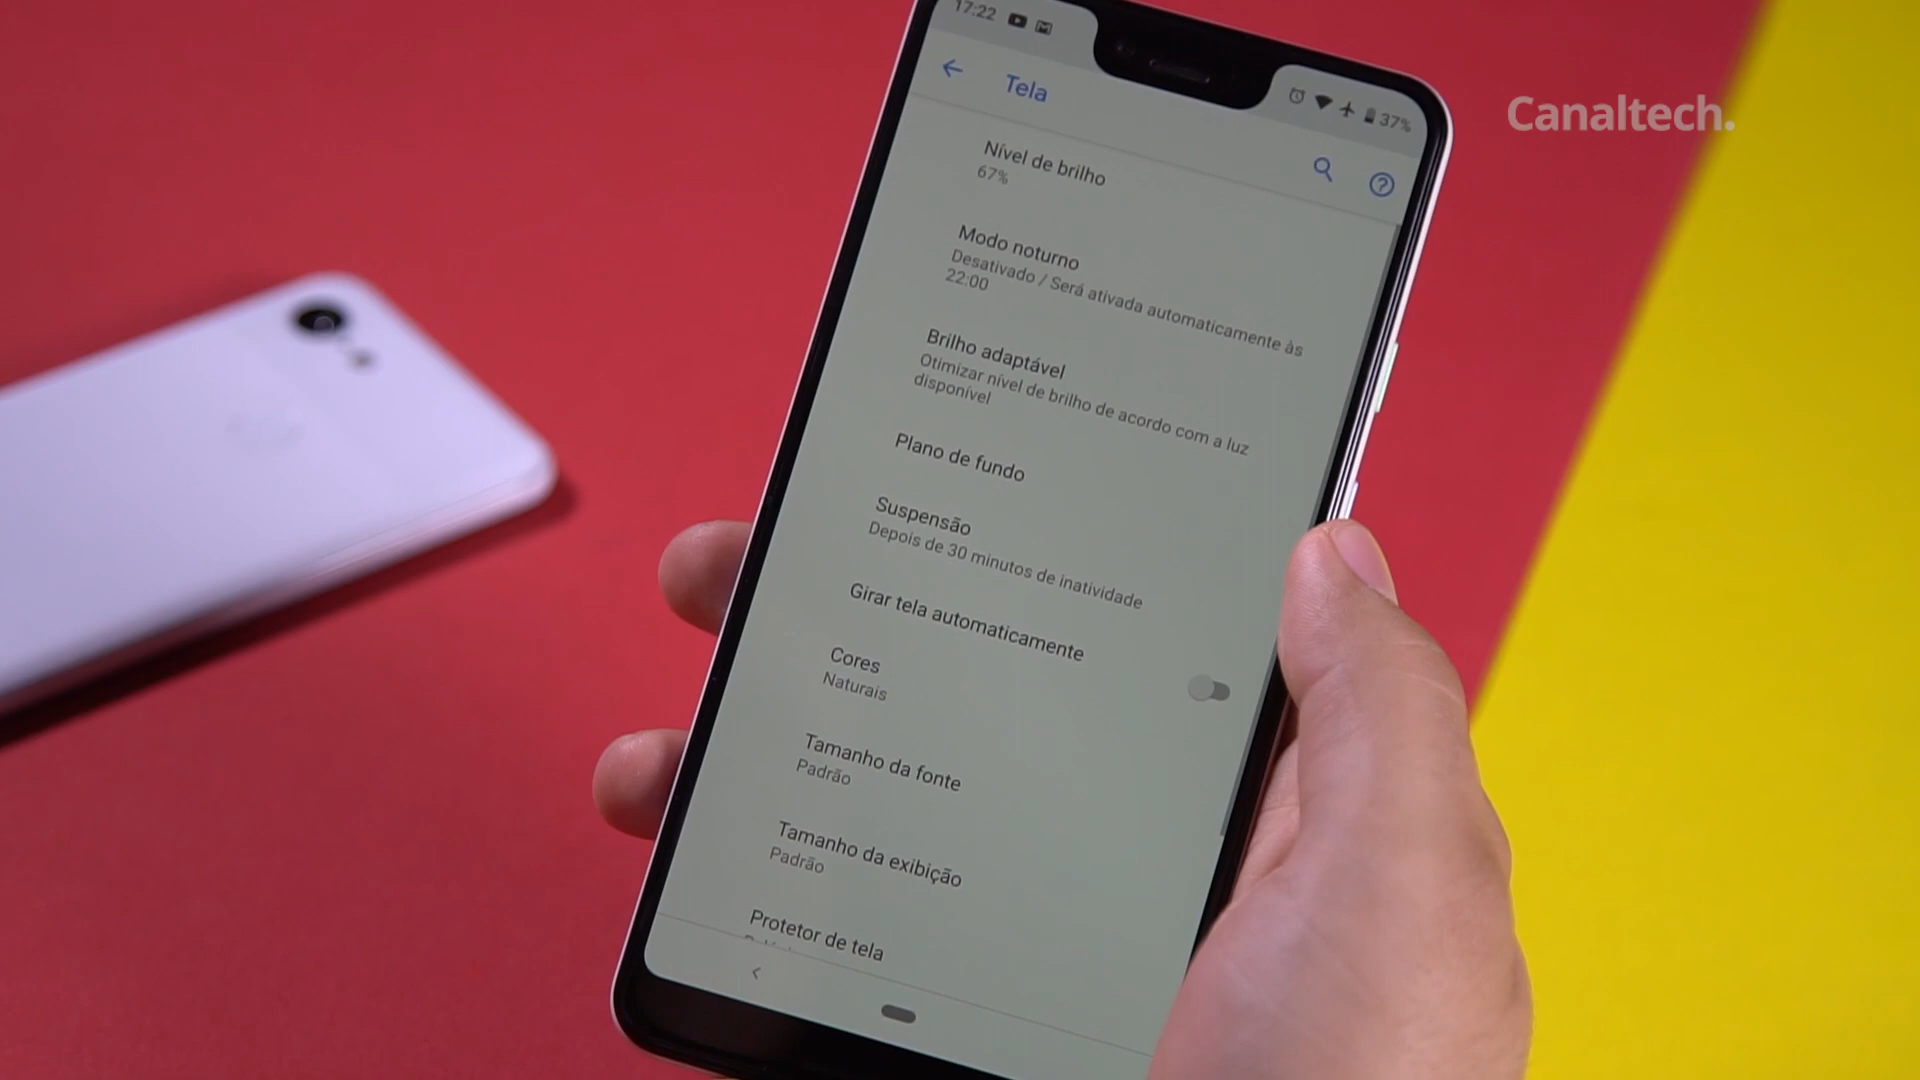 17:22
37%
Tela
Canaltech.
Nível de brilho
67%
Modo noturno
Desativado / Será ativada automaticamente às
22:00
Brilho adaptável
Otimizar nível de brilho de acordo com a luz
disponível
Plano de fundo
Suspensão
Depois de 30 minutos de inatividade
Girar tela automaticamente
Cores
Naturais
Tamanho da fonte
Padrão
Tamanho da exibição
Padrão
Protetor de tela